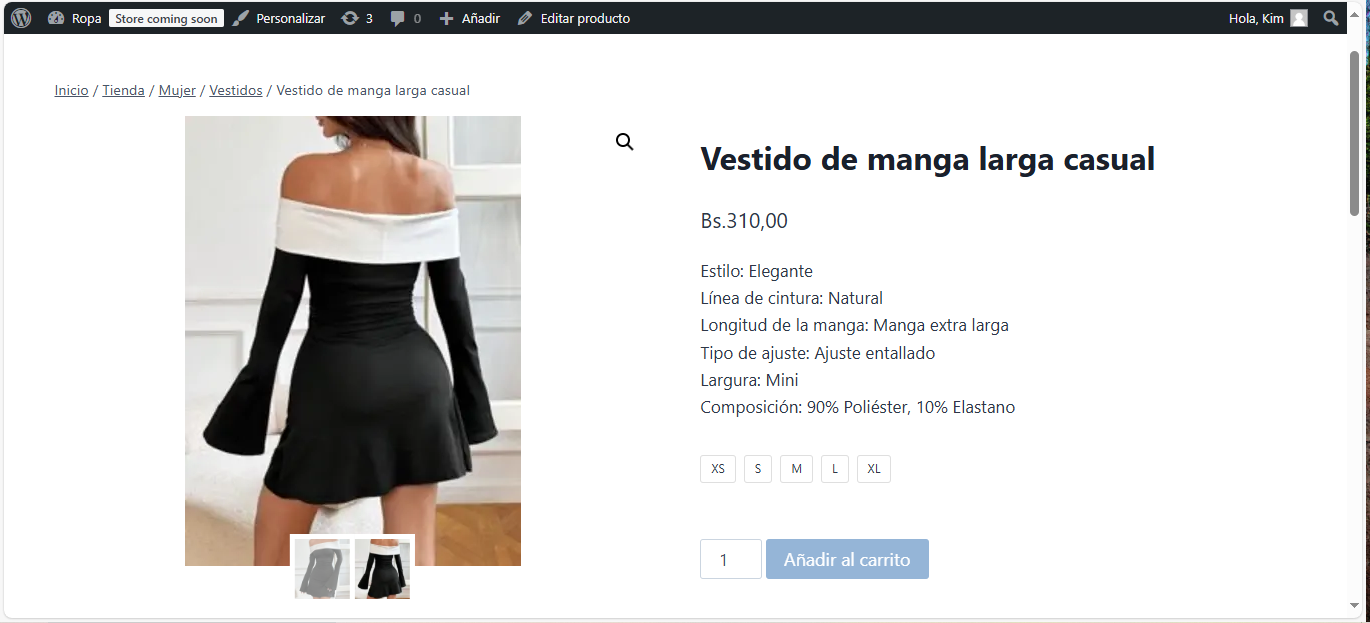 Ropa Store coming soon Personalizar 3 0 Añadir Editar producto Hola, Kim
Inicio / Tienda / Mujer / Vestidos / Vestido de manga larga casual
Vestido de manga larga casual
Bs.310,00
Estilo: Elegante
Línea de cintura: Natural
Longitud de la manga: Manga extra larga
Tipo de ajuste: Ajuste entallado
Largura: Mini
Composición: 90% Poliéster, 10% Elastano
XS S M L XL
1 Añadir al carrito